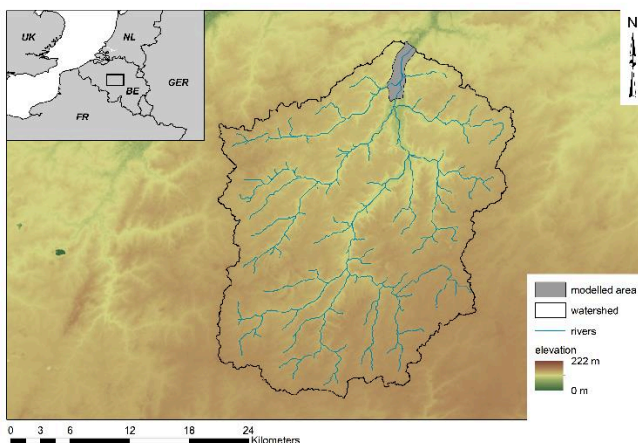 UK
NL
BE
GER
FR
N
modelled area
watershed
rivers
elevation
222 m
0 m
0 3 6 12 18 24
Kilometers